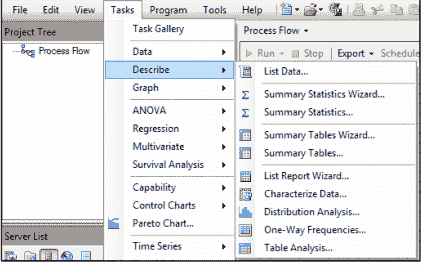 File Edit View Tasks Program Tools Help
Project Tree
Process Flow
Task Gallery
Data
Describe
Graph
ANOVA
Regression
Multivariate
Survival Analysis
Capability
Control Charts
Pareto Chart...
Time Series
Process Flow
Run Stop Export Schedule
List Data...
Summary Statistics Wizard...
Summary Statistics...
Summary Tables Wizard...
Summary Tables...
List Report Wizard...
Characterize Data...
Distribution Analysis...
One-Way Frequencies...
Table Analysis...
Server List